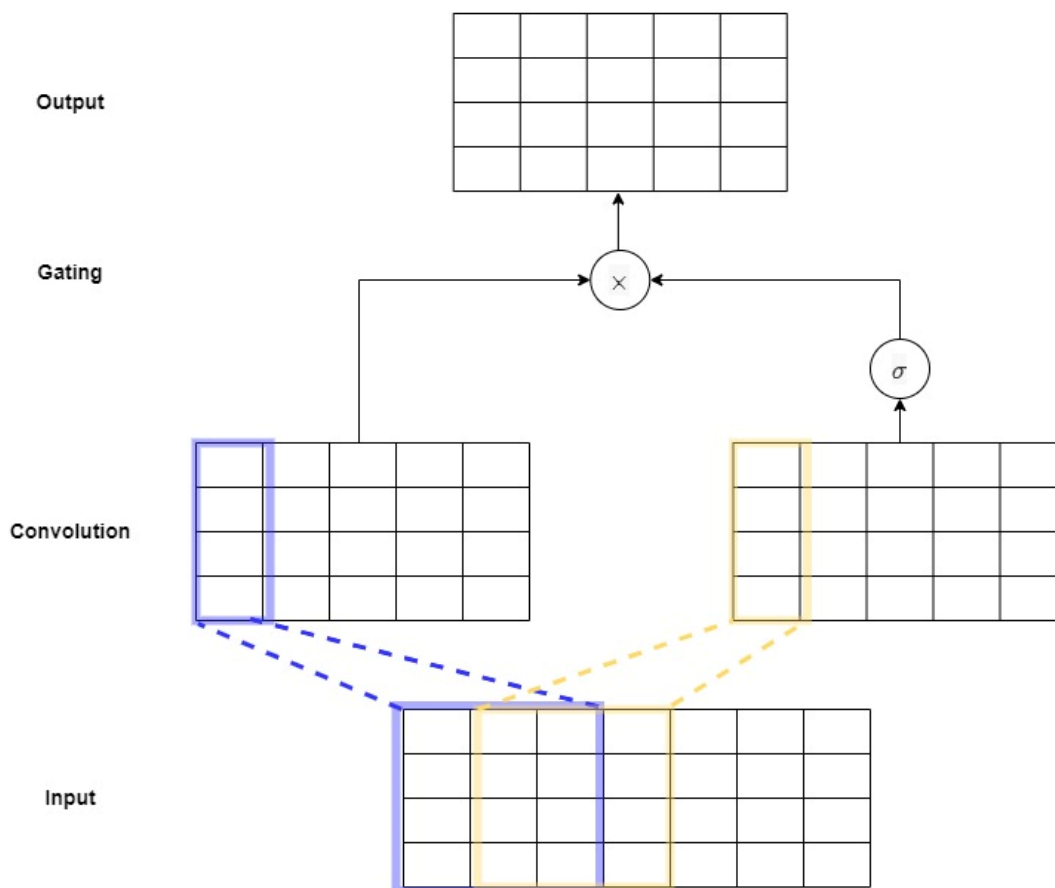 Output
Gating
×
σ
Convolution
Input